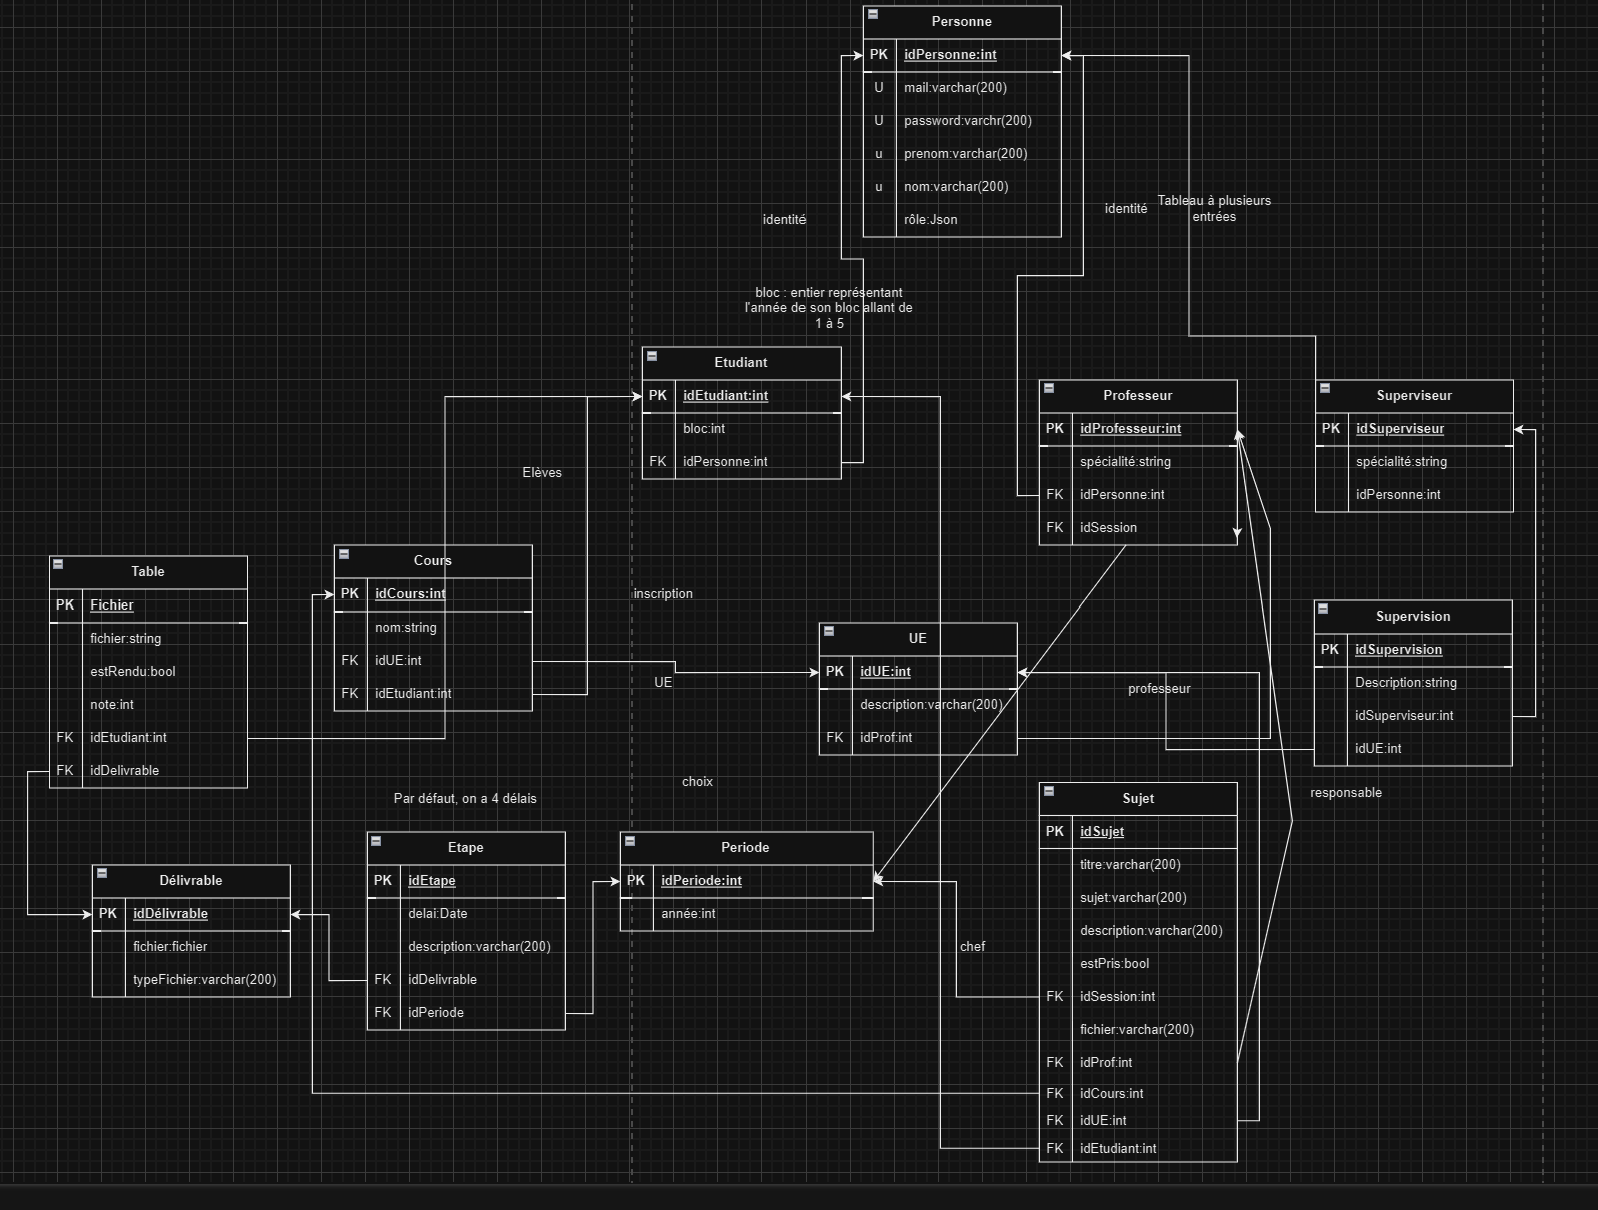 Personne
PK idPersonne:int
U mail:varchar(200)
U password:varchr(200)
u prenom:varchar(200)
u nom:varchar(200)
rôle:Json
identité
identité
Tableau à plusieurs
entrées
bloc : entier représentant
l'année de son bloc allant de
1 à 5
Etudiant
PK idEtudiant:int
bloc:int
FK idPersonne:int
Professeur
PK idProfesseur:int
spécialité:string
FK idPersonne:int
FK idSession
Superviseur
PK idSuperviseur
spécialité:string
idPersonne:int
Elèves
Cours
PK idCours:int
nom:string
FK idUE:int
FK idEtudiant:int
Table
PK Fichier
fichier:string
estRendu:bool
note:int
FK idEtudiant:int
FK idDelivrable
inscription
UE
UE
PK idUE:int
description:varchar(200)
FK idProf:int
professeur
Supervision
PK idSupervision
Description:string
idSuperviseur:int
idUE:int
choix
responsable
Par défaut, on a 4 délais
Délivrable
PK idDélivrable
fichier:fichier
typeFichier:varchar(200)
Etape
PK idEtape
delai:Date
description:varchar(200)
FK idDelivrable
FK idPeriode
Periode
PK idPeriode:int
année:int
chef
Sujet
PK idSujet
titre:varchar(200)
sujet:varchar(200)
description:varchar(200)
estPris:bool
FK idSession:int
fichier:varchar(200)
FK idProf:int
FK idCours:int
FK idUE:int
FK idEtudiant:int